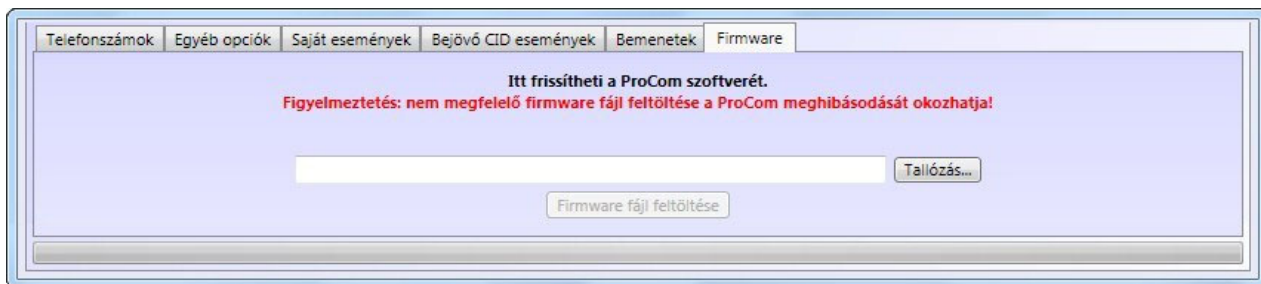 Telefonszámok Egyéb opciók Saját események Bejövő CID események Bemenetek Firmware
Itt frissítheti a ProCom szoftverét.
Figyelmeztetés: nem megfelelő firmware fájl feltöltése a ProCom meghibásodását okozhatja!
Tallózás...
Firmware fájl feltöltése